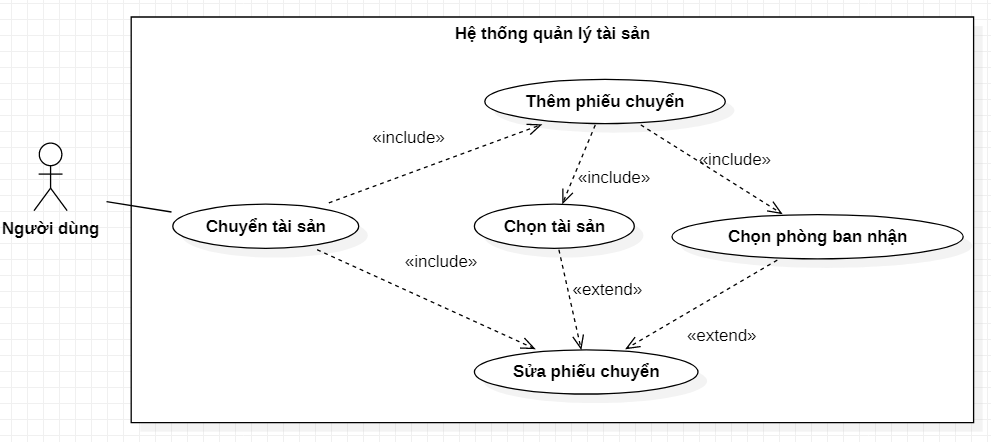 Hệ thống quản lý tài sản
Thêm phiếu chuyển
«include»
«include»
«include»
Người dùng
Chuyển tài sản
Chọn tài sản
Chọn phòng ban nhận
«include»
«extend»
«extend»
Sửa phiếu chuyển